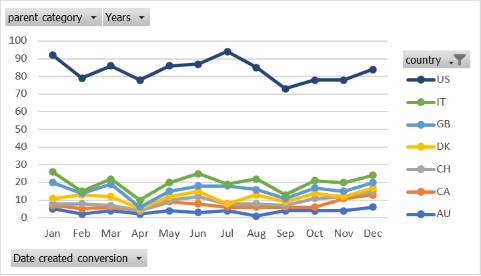 parent category Years
100
90
80
70
60
50
40
30
20
10
0
Jan Feb Mar Apr May Jun Jul Aug Sep Oct Nov Dec
country
US
IT
GB
DK
CH
CA
AU
Date created conversion